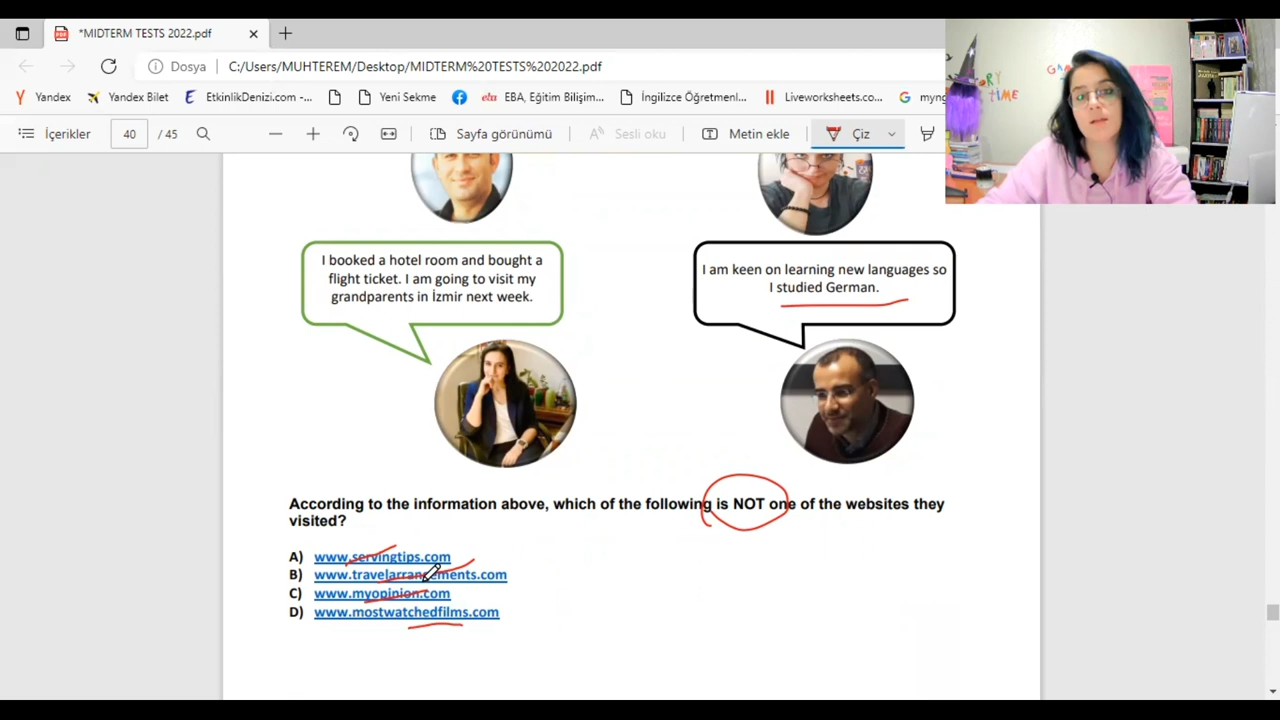 *MIDTERM TESTS 2022.pdf
Dosya
C:/Users/MUHTEREM/Desktop/MIDTERM%20TESTS%202022.pdf
Yandex
Yandex Bilet
EtkinlikDenizi.com -...
Yeni Sekme
EBA, Eğitim Bilişim...
İngilizce Öğretmenl...
Liveworksheets.co...
myng
İçerikler
40 / 45
Sayfa görünümü
Sesli oku
Metin ekle
Çiz
I booked a hotel room and bought a
flight ticket. I am going to visit my
grandparents in İzmir next week.
I am keen on learning new languages so
I studied German.
According to the information above, which of the following is NOT one of the websites they
visited?
A) www.servingtips.com
B) www.travelarrangements.com
C) www.myopinion.com
D) www.mostwatchedfilms.com